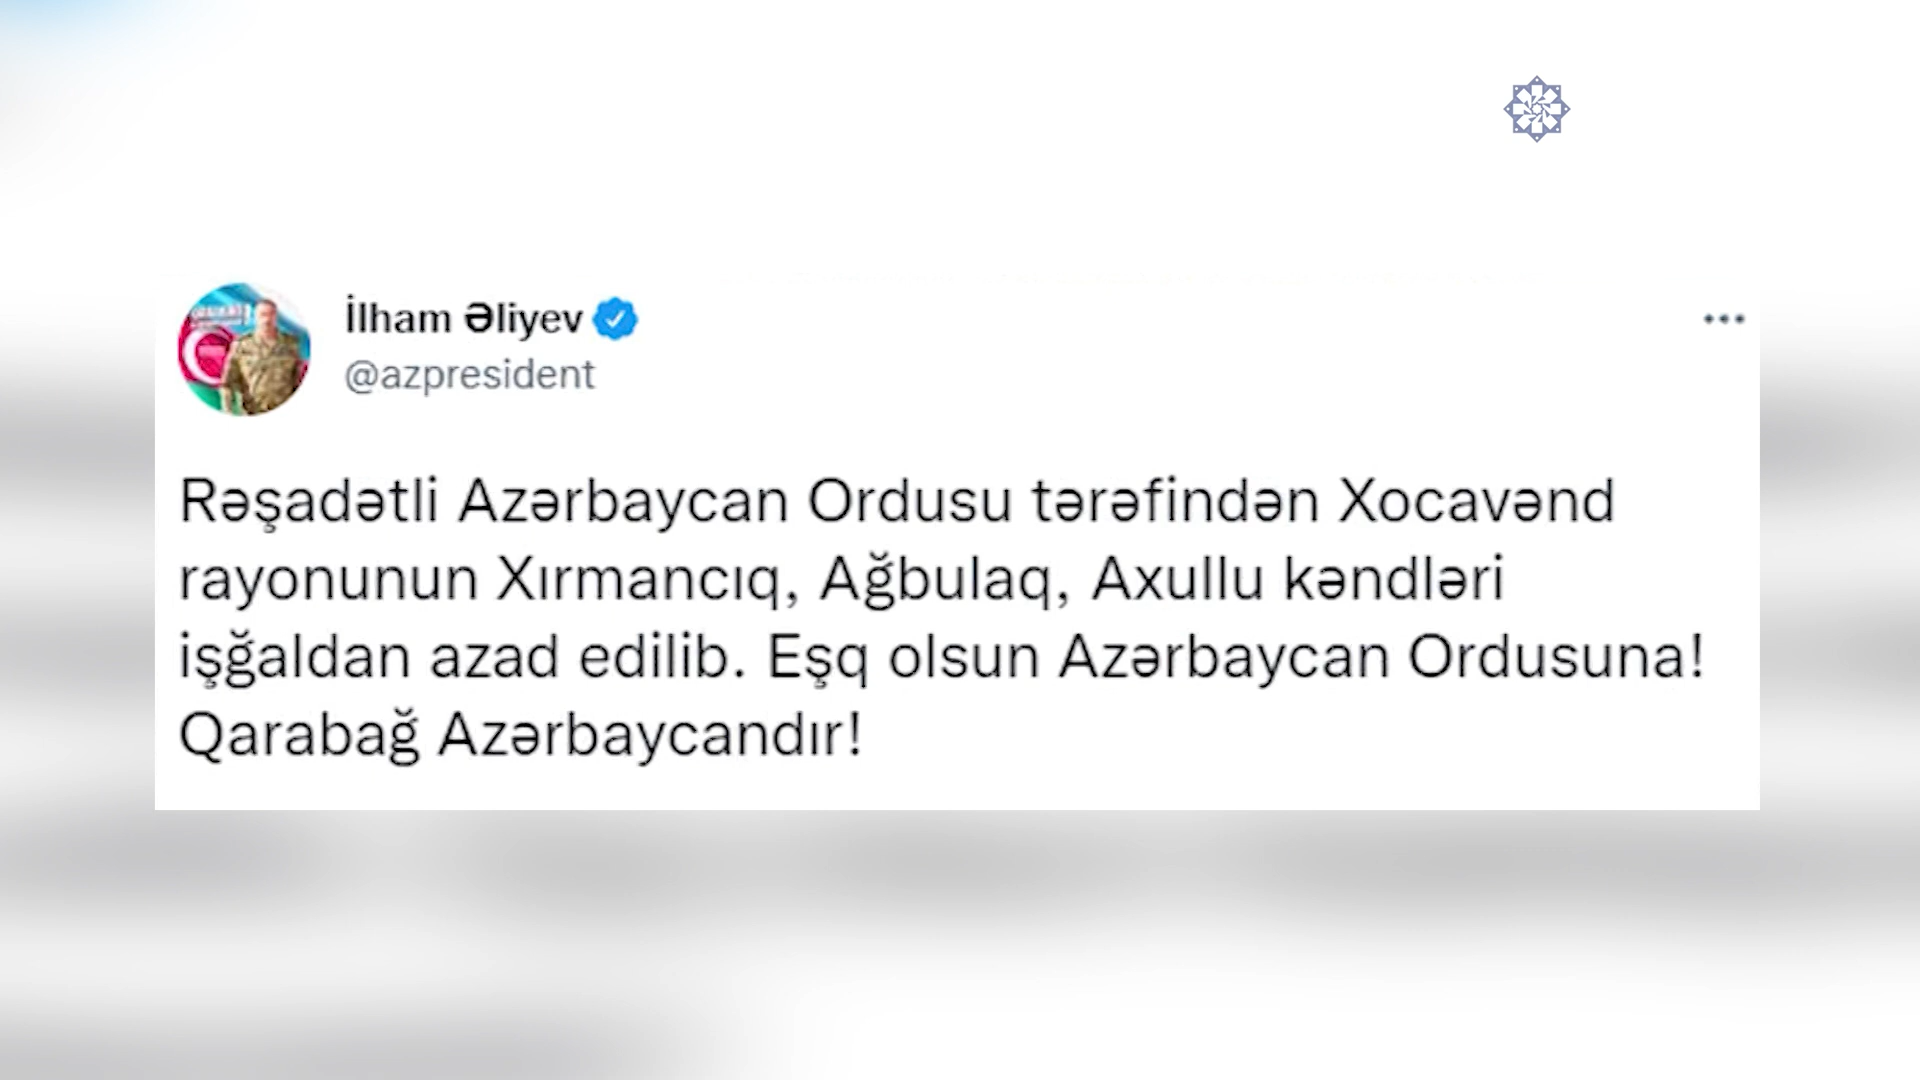 İlham Əliyev
@azpresident
Rəşadətli Azərbaycan Ordusu tərəfindən Xocavənd
rayonunun Xırmancıq, Ağbulaq, Axullu kəndləri
işğaldan azad edilib. Eşq olsun Azərbaycan Ordusuna!
Qarabağ Azərbaycandır!